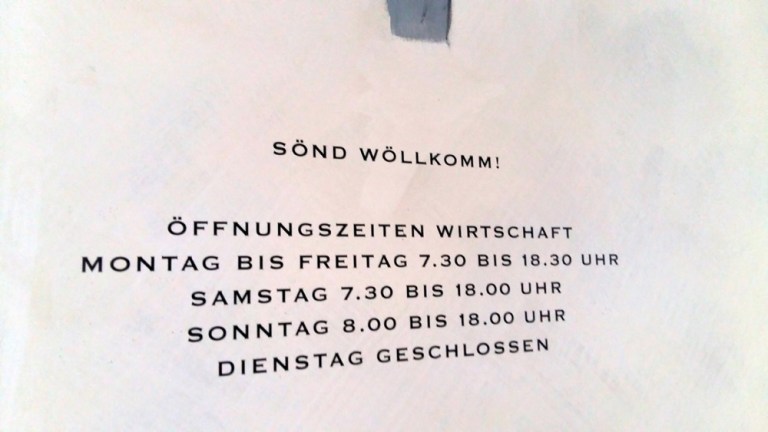 SÖND WÖLLKOMM!
ÖFFNUNGSZEITEN WIRTSCHAFT
MONTAG BIS FREITAG 7.30 BIS 18.30 UHR
SAMSTAG 7.30 BIS 18.00 UHR
SONNTAG 8.00 BIS 18.00 UHR
DIENSTAG GESCHLOSSEN